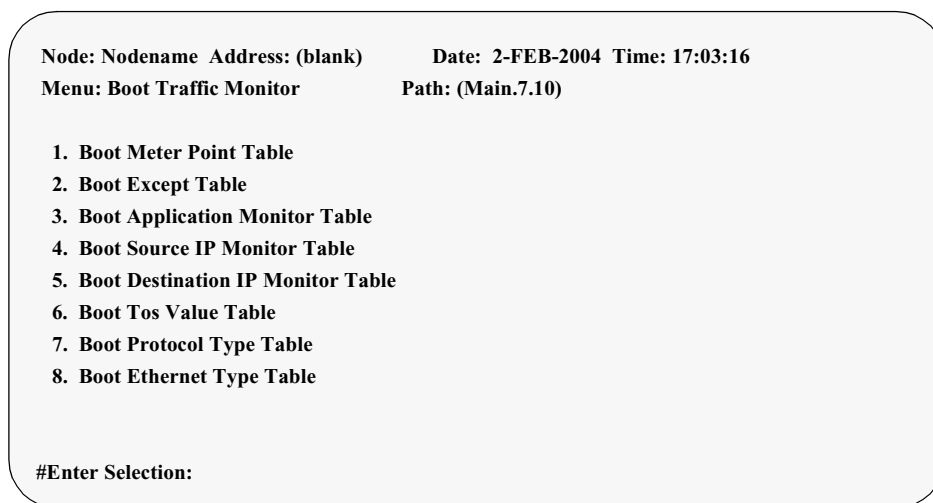 Node: Nodename Address: (blank) Date: 2-FEB-2004 Time: 17:03:16
Menu: Boot Traffic Monitor Path: (Main.7.10)
1. Boot Meter Point Table
2. Boot Except Table
3. Boot Application Monitor Table
4. Boot Source IP Monitor Table
5. Boot Destination IP Monitor Table
6. Boot Tos Value Table
7. Boot Protocol Type Table
8. Boot Ethernet Type Table
#Enter Selection: